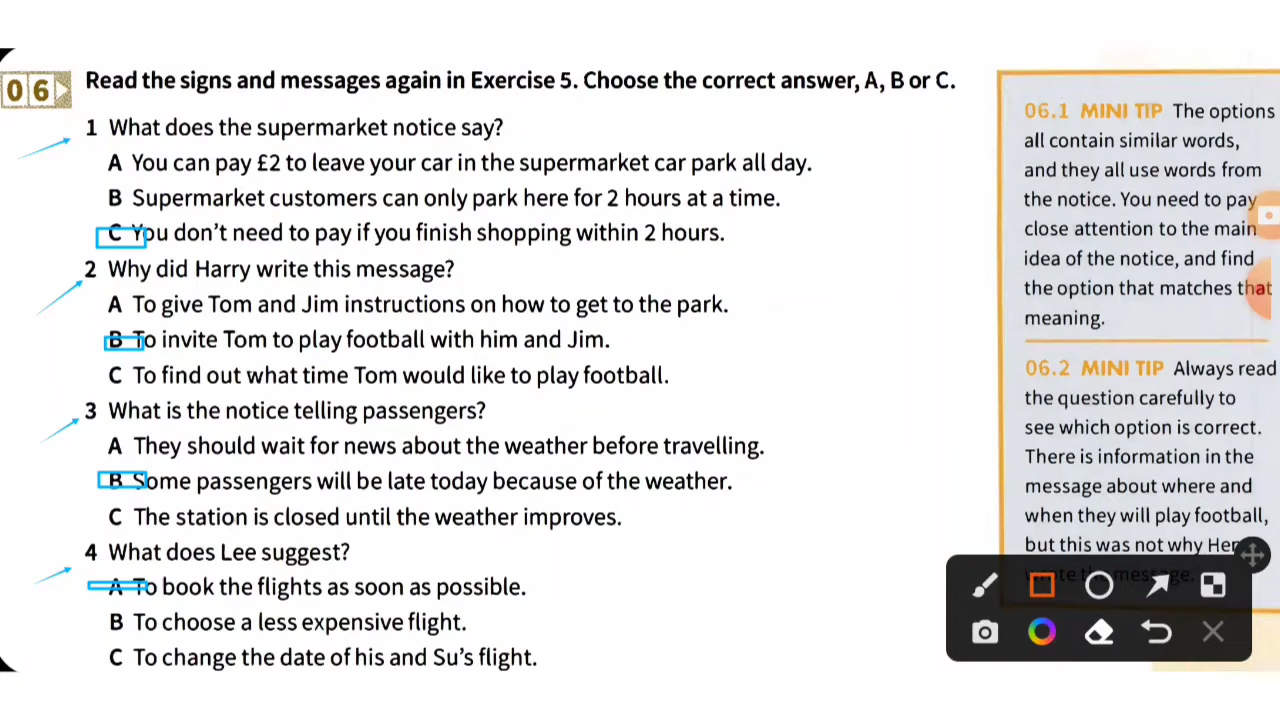 06
Read the signs and messages again in Exercise 5. Choose the correct answer, A, B or C.
1 What does the supermarket notice say?
A You can pay £2 to leave your car in the supermarket car park all day.
B Supermarket customers can only park here for 2 hours at a time.
C You don't need to pay if you finish shopping within 2 hours.
2 Why did Harry write this message?
A To give Tom and Jim instructions on how to get to the park.
B To invite Tom to play football with him and Jim.
C To find out what time Tom would like to play football.
3 What is the notice telling passengers?
A They should wait for news about the weather before travelling.
B Some passengers will be late today because of the weather.
C The station is closed until the weather improves.
4 What does Lee suggest?
A To book the flights as soon as possible.
B To choose a less expensive flight.
C To change the date of his and Su's flight.
06.1 MINI TIP The options
all contain similar words,
and they all use words from
the notice. You need to pay
close attention to the main
idea of the notice, and find
the option that matches that
meaning.
06.2 MINI TIP Always read
the question carefully to
see which option is correct.
There is information in the
message about where and
when they will play football,
but this was not why
the message.